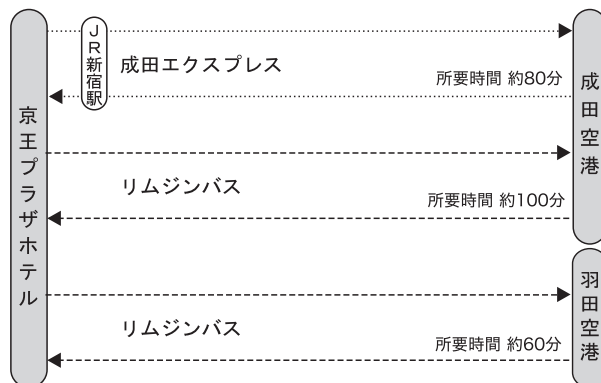 京王プラザホテル
JR新宿駅
成田エクスプレス
所要時間 約80分
リムジンバス
所要時間 約100分
成田空港
リムジンバス
所要時間 約60分
羽田空港